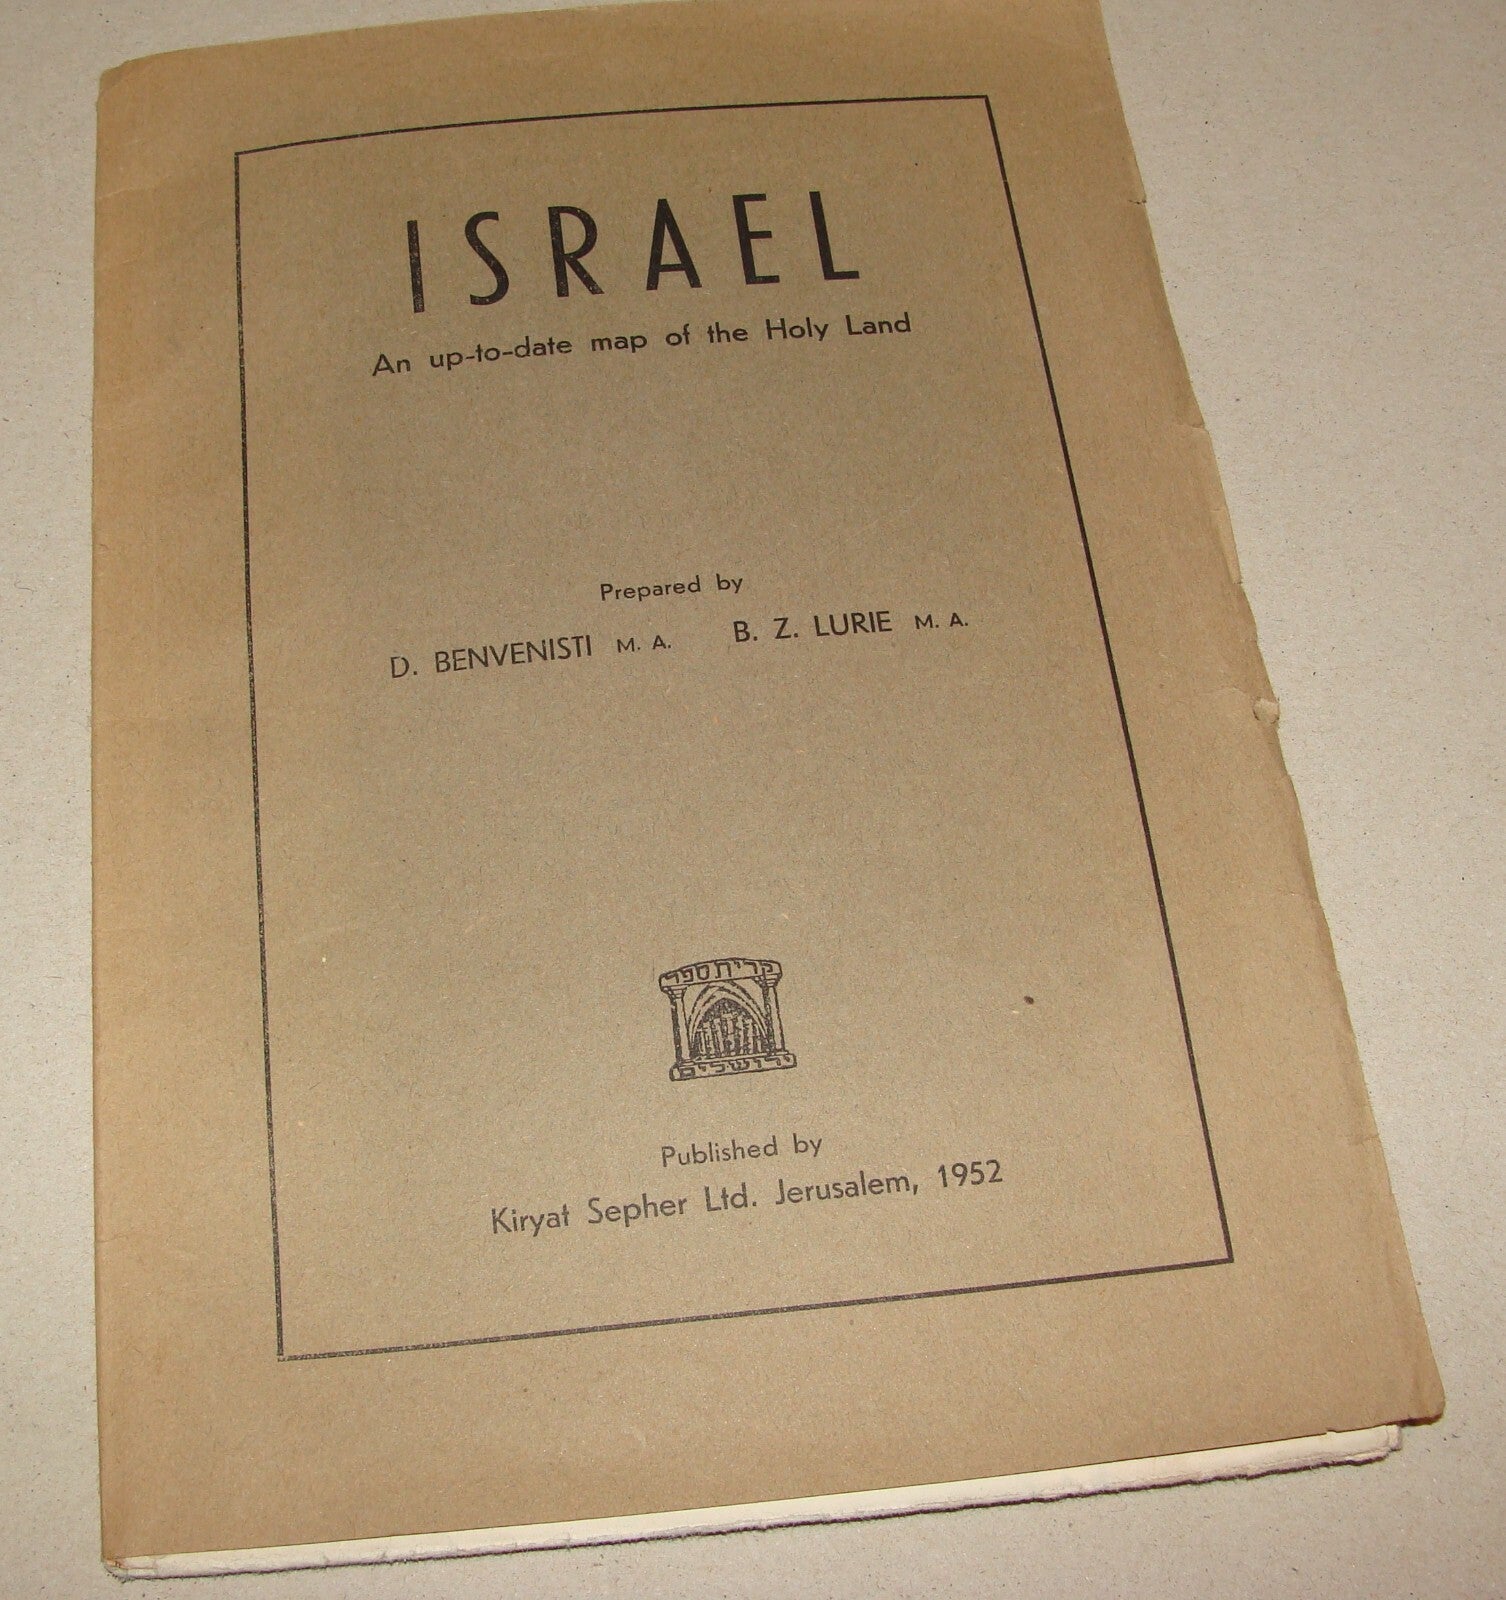 ISRAEL
An up-to-date map of the Holy Land
Prepared by
D. BENVENISTI M. A. B. Z. LURIE M. A.
קרית ספר
ירושלים
Published by
Kiryat Sepher Ltd. Jerusalem, 1952